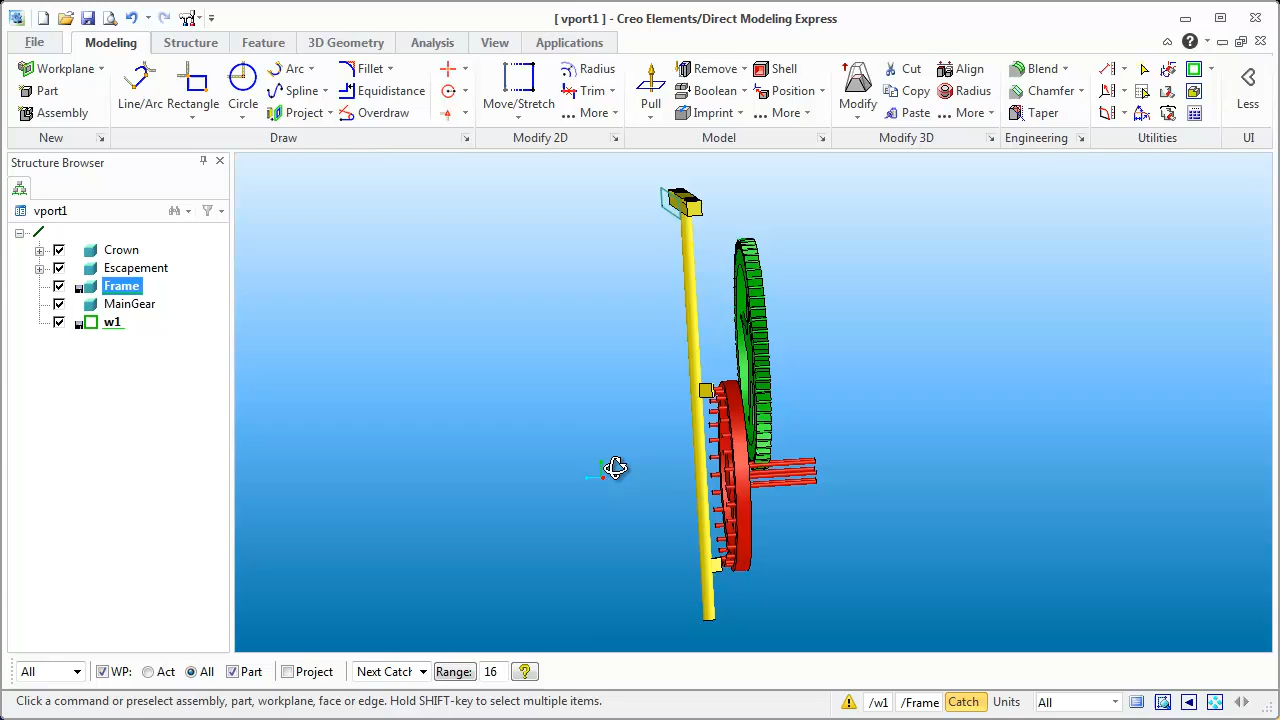 [ vport1 ] - Creo Elements/Direct Modeling Express
File Modeling Structure Feature 3D Geometry Analysis View Applications
Workplane Line/Arc Rectangle Circle Arc Fillet Move/Stretch Radius Pull Remove Shell Modify Cut Align Blend Less
Part Spline Equidistance Trim Boolean Position Copy Radius Chamfer
Assembly Project Overdraw More Imprint More Paste More Taper
New Draw Modify 2D Model Modify 3D Engineering Utilities UI
Structure Browser
vport1
Crown
Escapement
Frame
MainGear
w1
All WP: Act All Part Project Next Catch Range: 16
Click a command or preselect assembly, part, workplane, face or edge. Hold SHIFT-key to select multiple items. /w1 /Frame Catch Units All